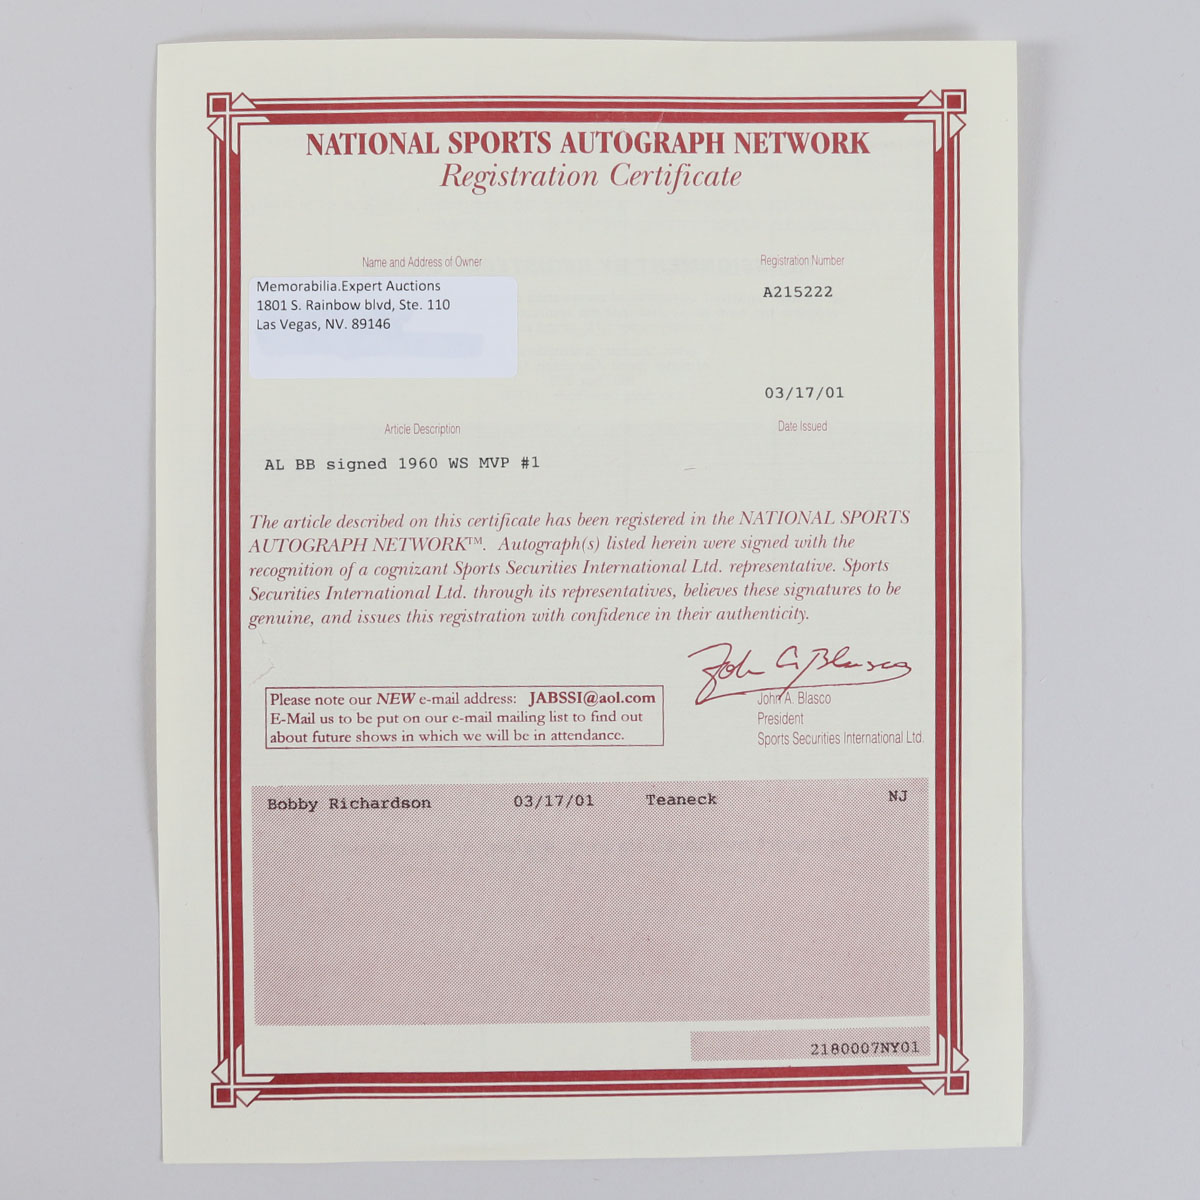 NATIONAL SPORTS AUTOGRAPH NETWORK
Registration Certificate
Name and Address of Owner
Registration Number
Memorabilia.Expert Auctions
1801 S. Rainbow blvd, Ste. 110
Las Vegas, NV. 89146
A215222
03/17/01
Date Issued
Article Description
AL BB signed 1960 WS MVP #1
The article described on this certificate has been registered in the NATIONAL SPORTS
AUTOGRAPH NETWORK™. Autograph(s) listed herein were signed with the
recognition of a cognizant Sports Securities International Ltd. representative. Sports
Securities International Ltd. through its representatives, believes these signatures to be
genuine, and issues this registration with confidence in their authenticity.
John A. Blasco
John A. Blasco
President
Sports Securities International Ltd.
Please note our NEW e-mail address: JABSSI@aol.com
E-Mail us to be put on our e-mail mailing list to find out
about future shows in which we will be in attendance.
Bobby Richardson 03/17/01 Teaneck NJ
2180007NY01